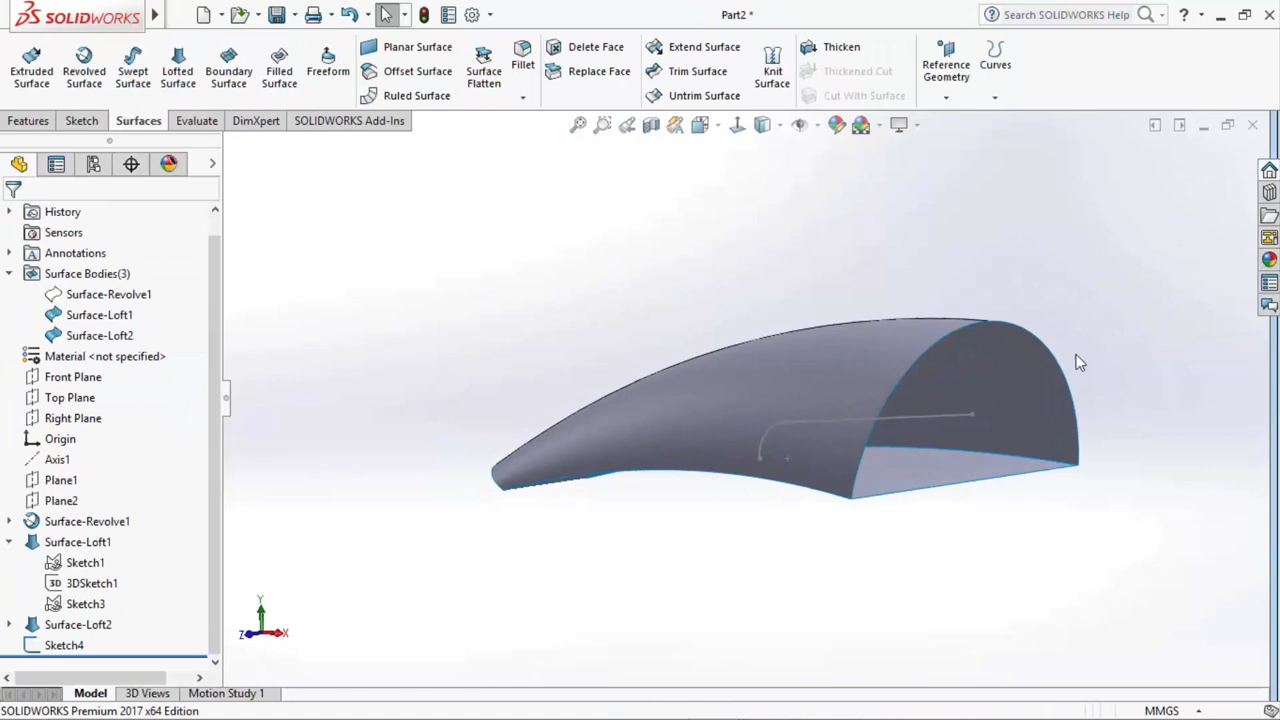 SOLIDWORKS
Part2 *
Search SOLIDWORKS Help
?
Extruded Surface
Revolved Surface
Swept Surface
Lofted Surface
Boundary Surface
Filled Surface
Freeform
Planar Surface
Offset Surface
Ruled Surface
Surface Flatten
Fillet
Delete Face
Replace Face
Extend Surface
Trim Surface
Untrim Surface
Knit Surface
Thicken
Thickened Cut
Cut With Surface
Reference Geometry
Curves
Features
Sketch
Surfaces
Evaluate
DimXpert
SOLIDWORKS Add-Ins
History
Sensors
A Annotations
Surface Bodies(3)
Surface-Revolve1
Surface-Loft1
Surface-Loft2
Material <not specified>
Front Plane
Top Plane
Right Plane
Origin
Axis1
Plane1
Plane2
Surface-Revolve1
Surface-Loft1
Sketch1
3D 3DSketch1
Sketch3
Surface-Loft2
Sketch4
Y
Z X
Model
3D Views
Motion Study 1
SOLIDWORKS Premium 2017 x64 Edition
MMGS